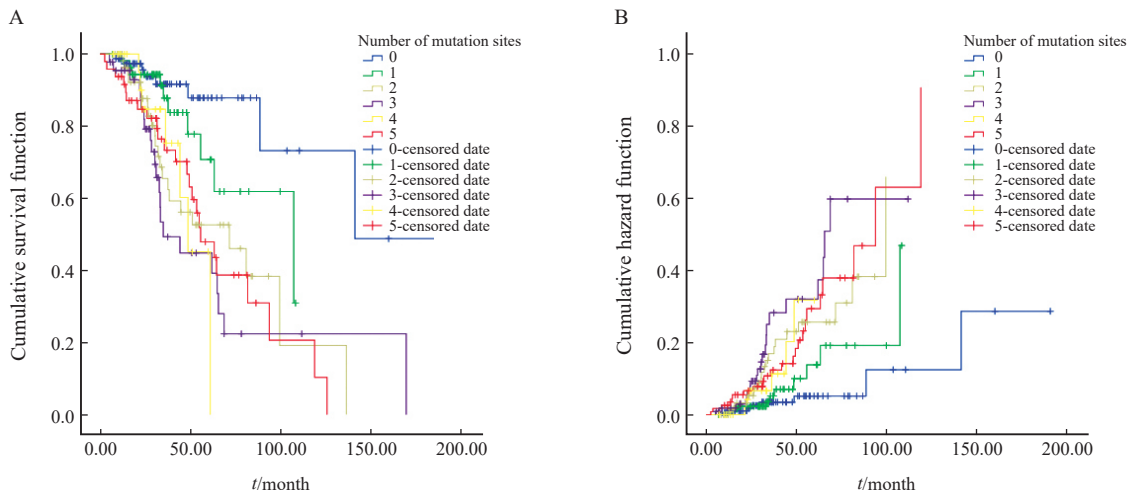 A
Cumulative survival function
1.0
0.8
0.6
0.4
0.2
0.0
0.00 50.00 100.00 150.00 200.00
t/month
Number of mutation sites
0
1
2
3
4
5
0-censored date
1-censored date
2-censored date
3-censored date
4-censored date
5-censored date
B
Cumulative hazard function
1.0
0.8
0.6
0.4
0.2
0.0
0.00 50.00 100.00 150.00 200.00
t/month
Number of mutation sites
0
1
2
3
4
5
0-censored date
1-censored date
2-censored date
3-censored date
4-censored date
5-censored date